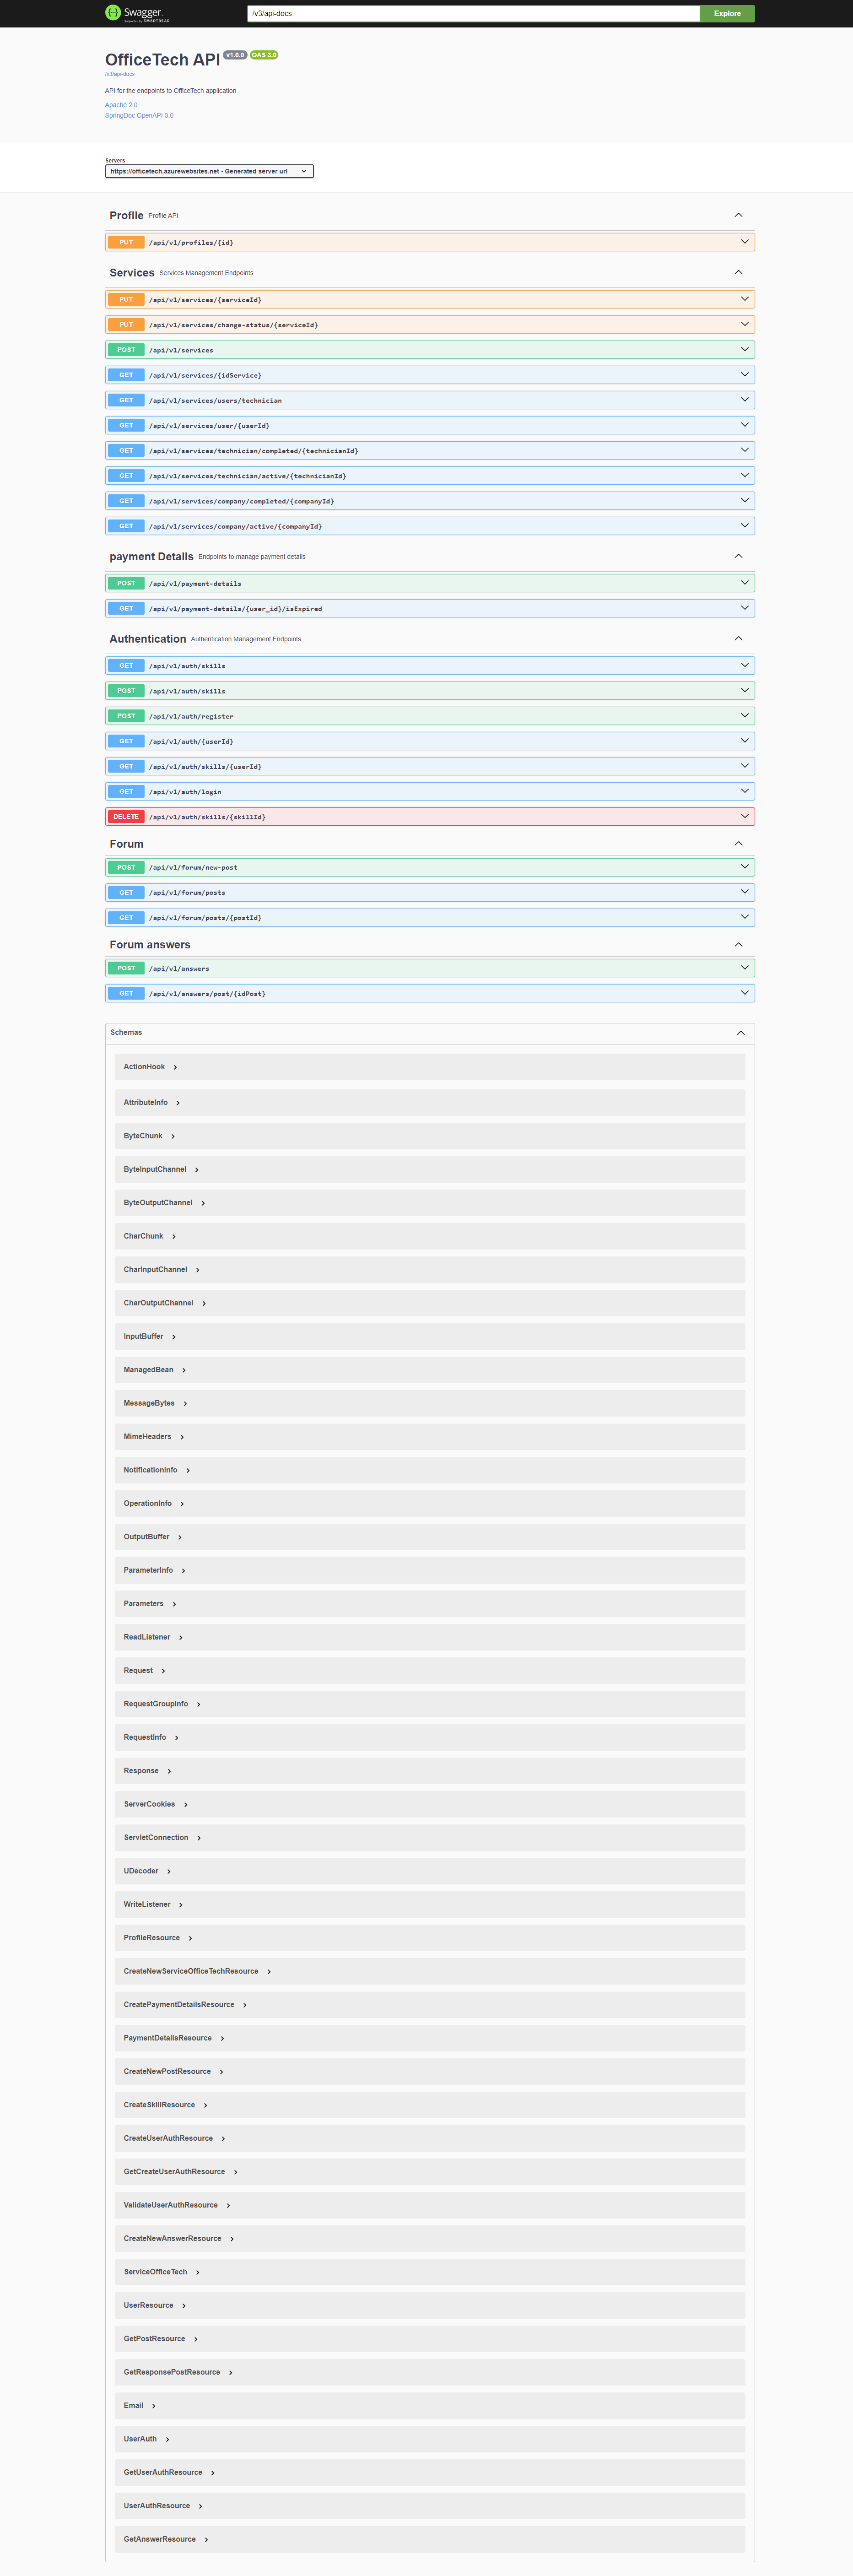 Swagger.
Supported by SMARTBEAR
/v3/api-docs
Explore
OfficeTech API v1.0.0 OAS 3.0
/v3/api-docs
API for the endpoints to OfficeTech application
Apache 2.0
SpringDoc OpenAPI 3.0
Servers
https://officetech.azurewebsites.net - Generated server url
Profile Profile API
PUT /api/v1/profiles/{id}
Services Services Management Endpoints
PUT /api/v1/services/{serviceId}
PUT /api/v1/services/change-status/{serviceId}
POST /api/v1/services
GET /api/v1/services/{idService}
GET /api/v1/services/users/technician
GET /api/v1/services/user/{userId}
GET /api/v1/services/technician/completed/{technicianId}
GET /api/v1/services/technician/active/{technicianId}
GET /api/v1/services/company/completed/{companyId}
GET /api/v1/services/company/active/{companyId}
payment Details Endpoints to manage payment details
POST /api/v1/payment-details
GET /api/v1/payment-details/{user_id}/isExpired
Authentication Authentication Management Endpoints
GET /api/v1/auth/skills
POST /api/v1/auth/skills
POST /api/v1/auth/register
GET /api/v1/auth/{userId}
GET /api/v1/auth/skills/{userId}
GET /api/v1/auth/login
DELETE /api/v1/auth/skills/{skillId}
Forum
POST /api/v1/forum/new-post
GET /api/v1/forum/posts
GET /api/v1/forum/posts/{postId}
Forum answers
POST /api/v1/answers
GET /api/v1/answers/post/{idPost}
Schemas
ActionHook
AttributeInfo
ByteChunk
ByteInputChannel
ByteOutputChannel
CharChunk
CharInputChannel
CharOutputChannel
InputBuffer
ManagedBean
MessageBytes
MimeHeaders
NotificationInfo
OperationInfo
OutputBuffer
ParameterInfo
Parameters
ReadListener
Request
RequestGroupInfo
RequestInfo
Response
ServerCookies
ServletConnection
UDecoder
WriteListener
ProfileResource
CreateNewServiceOfficeTechResource
CreatePaymentDetailsResource
PaymentDetailsResource
CreateNewPostResource
CreateSkillResource
CreateUserAuthResource
GetCreateUserAuthResource
ValidateUserAuthResource
CreateNewAnswerResource
ServiceOfficeTech
UserResource
GetPostResource
GetResponsePostResource
Email
UserAuth
GetUserAuthResource
UserAuthResource
GetAnswerResource